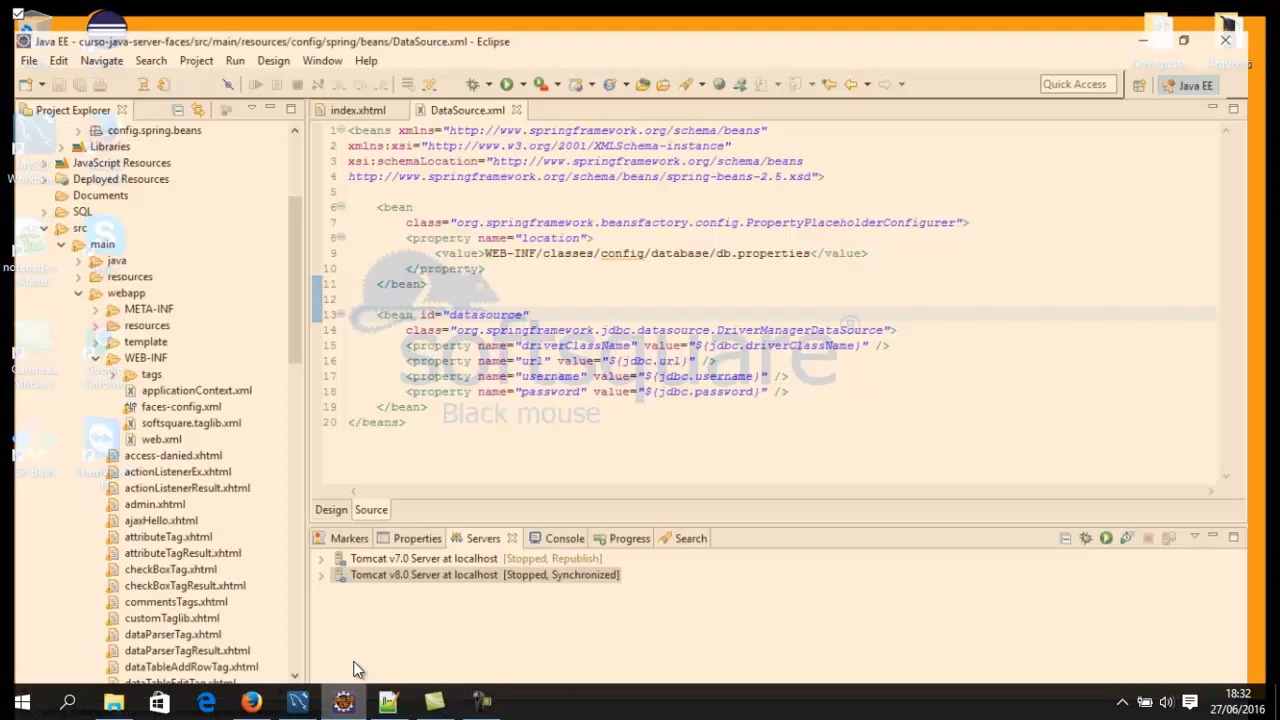 Java EE - curso-java-server-faces/src/main/resources/config/spring/beans/DataSource.xml - Eclipse
File Edit Navigate Search Project Run Design Window Help
Quick Access
Java EE
Project Explorer
config.spring.beans
Libraries
JavaScript Resources
Deployed Resources
Documents
SQL
src
main
java
resources
webapp
META-INF
resources
template
WEB-INF
tags
applicationContext.xml
faces-config.xml
softsquare.taglib.xml
web.xml
access-denied.xhtml
actionListenerEx.xhtml
actionListenerResult.xhtml
admin.xhtml
ajaxHello.xhtml
attributeTag.xhtml
attributeTagResult.xhtml
checkBoxTag.xhtml
checkBoxTagResult.xhtml
commentsTags.xhtml
customTaglib.xhtml
dataParserTag.xhtml
dataParserTagResult.xhtml
dataTableAddRowTag.xhtml
dataTableEditTag.xhtml
index.xhtml
DataSource.xml
1 <beans xmlns="http://www.springframework.org/schema/beans"
2 xmlns:xsi="http://www.w3.org/2001/XMLSchema-instance"
3 xsi:schemaLocation="http://www.springframework.org/schema/beans
4 http://www.springframework.org/schema/beans/spring-beans-2.5.xsd">
5
6 <bean
7 class="org.springframework.beansfactory.config.PropertyPlaceholderConfigurer">
8 <property name="location">
9 <value>WEB-INF/classes/config/database/db.properties</value>
10 </property>
11 </bean>
12
13 <bean id="datasource"
14 class="org.springframework.jdbc.datasource.DriverManagerDataSource">
15 <property name="driverClassName" value="${jdbc.driverClassName}" />
16 <property name="url" value="${jdbc.url}" />
17 <property name="username" value="${jdbc.username}" />
18 <property name="password" value="${jdbc.password}" />
19 </bean>
20 </beans>
softsquare®
Black mouse
Design Source
Markers Properties Servers Console Progress Search
Tomcat v7.0 Server at localhost [Stopped, Republish]
Tomcat v8.0 Server at localhost [Stopped, Synchronized]
18:32
27/06/2016